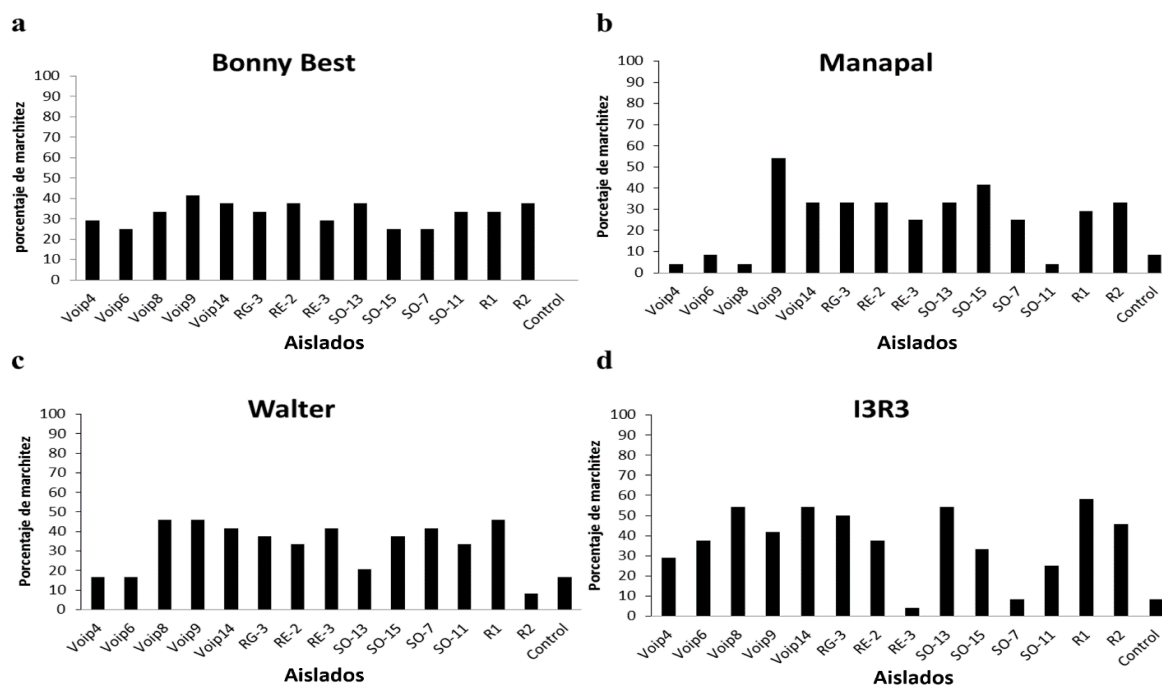 a
Bonny Best
porcentaje de marchitez
100
90
80
70
60
50
40
30
20
10
0
Voip4
Voip6
Voip8
Voip9
Voip14
RG-3
RE-2
RE-3
SO-13
SO-15
SO-7
SO-11
R1
R2
Control
Aislados
b
Manapal
Porcetaje de marchitez
100
90
80
70
60
50
40
30
20
10
0
Voip4
Voip6
Voip8
Voip9
Voip14
RG-3
RE-2
RE-3
SO-13
SO-15
SO-7
SO-11
R1
R2
Control
Aislados
c
Walter
Porcentaje de marchitez
100
90
80
70
60
50
40
30
20
10
0
Voip4
Voip6
Voip8
Voip9
Voip14
RG-3
RE-2
RE-3
SO-13
SO-15
SO-7
SO-11
R1
R2
Control
Aislados
d
I3R3
Porcentaje de marchitez
100
90
80
70
60
50
40
30
20
10
0
Voip4
Voip6
Voip8
Voip9
Voip14
RG-3
RE-2
RE-3
SO-13
SO-15
SO-7
SO-11
R1
R2
Control
Aislados